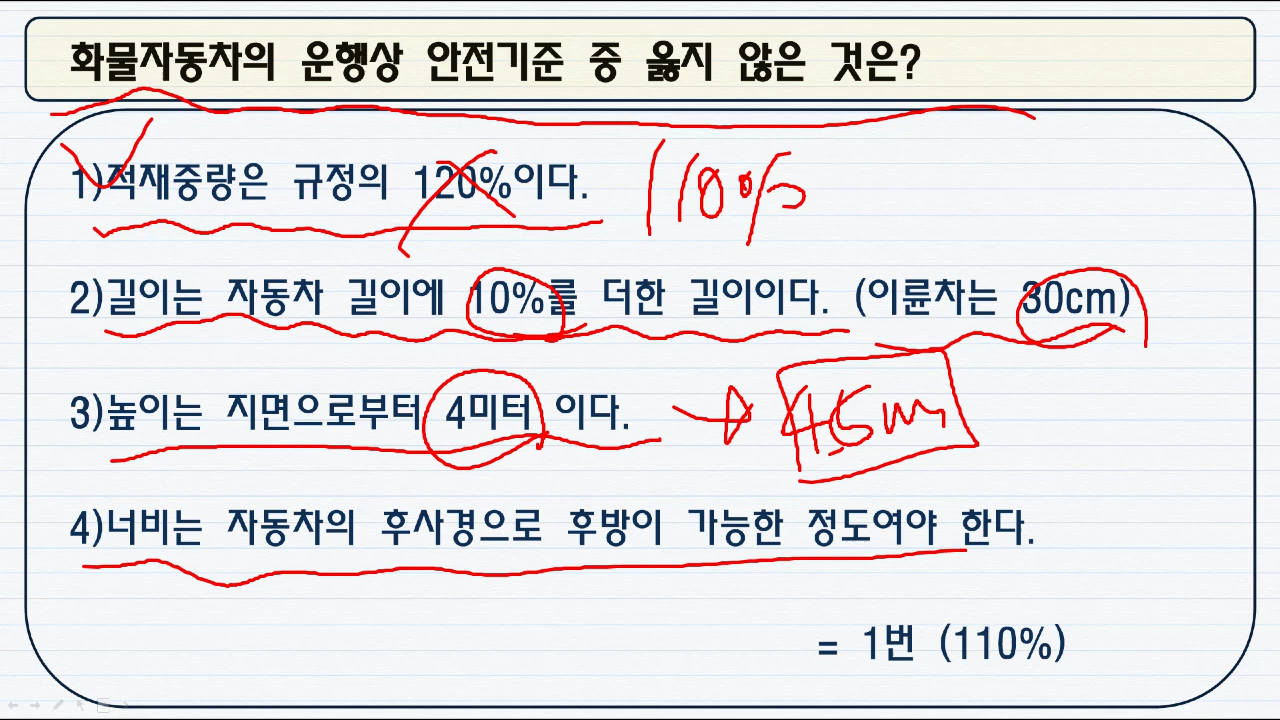 화물자동차의 운행상 안전기준 중 옳지 않은 것은?
1)적재중량은 규정의 120%이다. 110%
2)길이는 자동차 길이에 10%를 더한 길이이다. (이륜차는 30cm)
3)높이는 지면으로부터 4미터 이다.
4)너비는 자동차의 후사경으로 후방이 가능한 정도여야 한다.
= 1번 (110%)